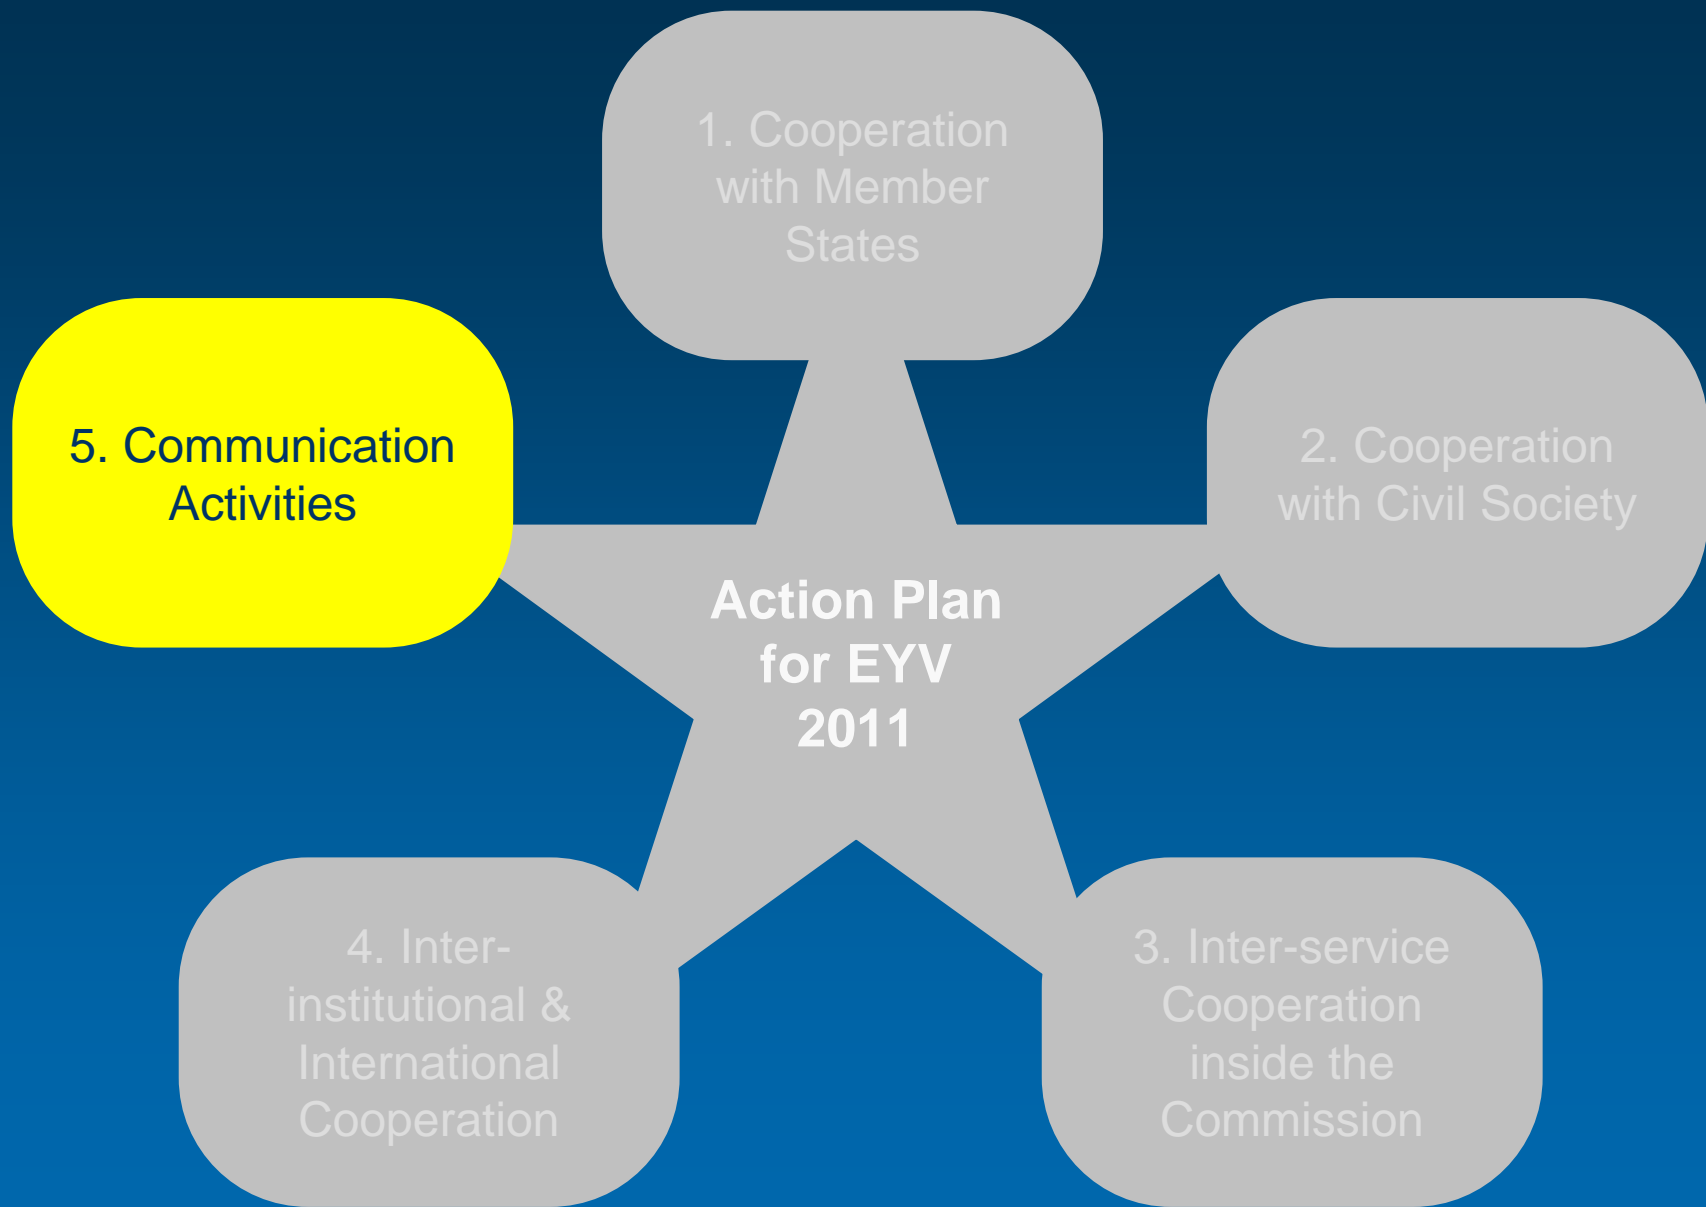 1. Cooperation
with Member
States
5. Communication
Activities
2. Cooperation
with Civil Society
Action Plan
for EYV
2011
4. Inter-
institutional &
International
Cooperation
3. Inter-service
Cooperation
inside the
Commission